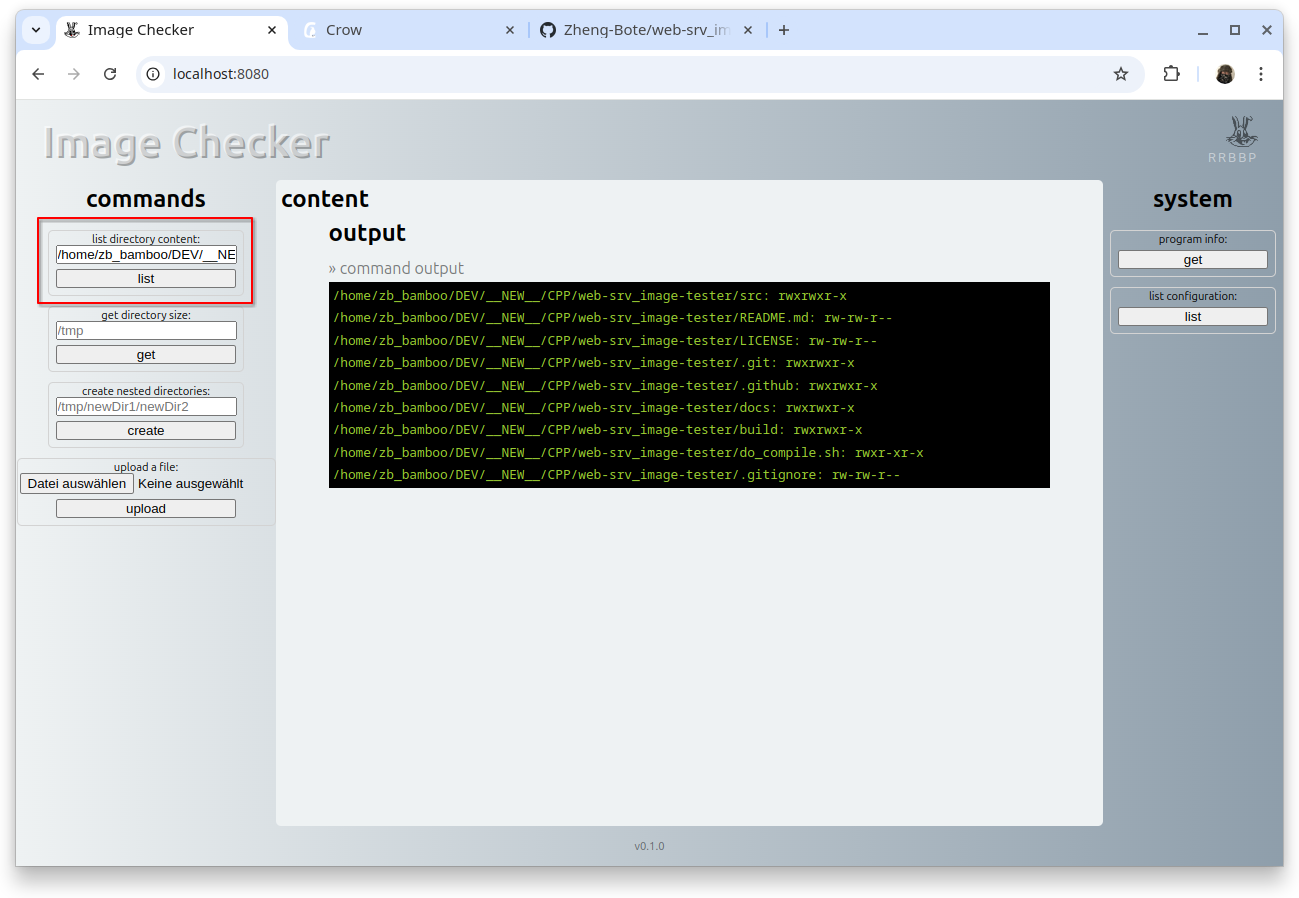 Image Checker
Crow
Zheng-Bote/web-srv_im
localhost:8080
Image Checker
RRBBP
commands
list directory content:
/home/zb_bamboo/DEV/__NE
list
get directory size:
/tmp
get
create nested directories:
/tmp/newDir1/newDir2
create
upload a file:
Datei auswählen Keine ausgewählt
upload
content
output
» command output
/home/zb_bamboo/DEV/__NEW__/CPP/web-srv_image-tester/src: rwxrwxr-x
/home/zb_bamboo/DEV/__NEW__/CPP/web-srv_image-tester/README.md: rw-rw-r--
/home/zb_bamboo/DEV/__NEW__/CPP/web-srv_image-tester/LICENSE: rw-rw-r--
/home/zb_bamboo/DEV/__NEW__/CPP/web-srv_image-tester/.git: rwxrwxr-x
/home/zb_bamboo/DEV/__NEW__/CPP/web-srv_image-tester/.github: rwxrwxr-x
/home/zb_bamboo/DEV/__NEW__/CPP/web-srv_image-tester/docs: rwxrwxr-x
/home/zb_bamboo/DEV/__NEW__/CPP/web-srv_image-tester/build: rwxrwxr-x
/home/zb_bamboo/DEV/__NEW__/CPP/web-srv_image-tester/do_compile.sh: rwxr-xr-x
/home/zb_bamboo/DEV/__NEW__/CPP/web-srv_image-tester/.gitignore: rw-rw-r--
system
program info:
get
list configuration:
list
v0.1.0